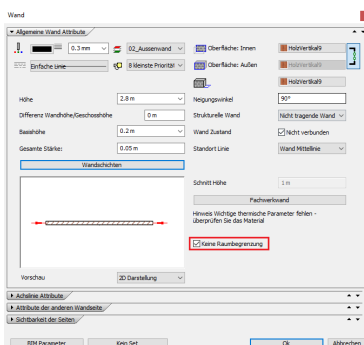 Wand
Allgemeine Wand Attribute
0.3 mm 02_Aussenwand Oberfläche: Innen HolzVertikal9
Einfache Linie 8 kleinste Priorität Oberfläche: Außen HolzVertikal9
HolzVertikal9
Höhe 2.8 m Neigungswinkel 90°
Differenz Wandhöhe/Geschosshöhe 0 m Strukturelle Wand Nicht tragende Wand
Basishöhe 0.2 m Wand Zustand Nicht verbunden
Gesamte Stärke: 0.05 m Standort Linie Wand Mittellinie
Wandschichten
Schnitt Höhe 1 m
Fachwerkwand
Hinweis Wichtige thermische Parameter fehlen -
überprüfen Sie das Material
Keine Raumbegrenzung
Vorschau 2D Darstellung
Achslinie Attribute
Attribute der anderen Wandseite
Sichtbarkeit der Seiten
BIM Parameter Kein Set Ok Abbrechen